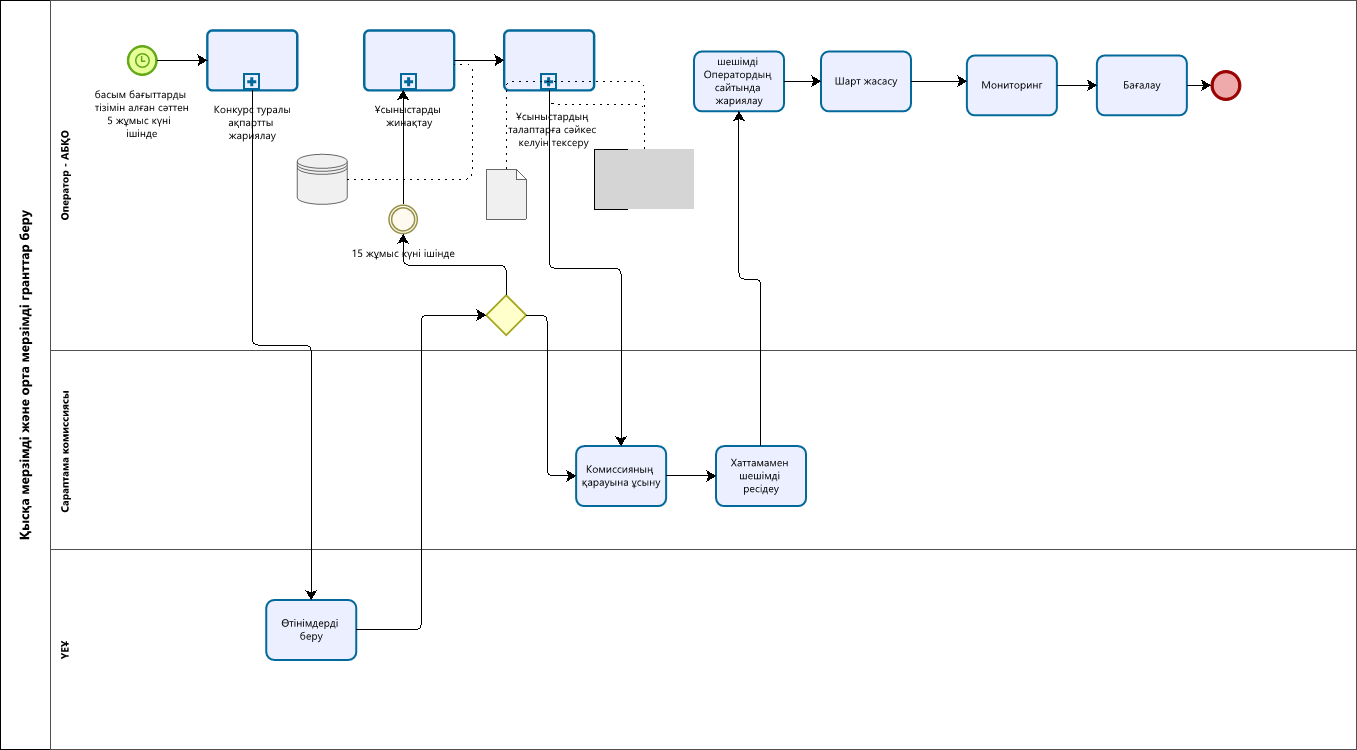 Қысқа мерзімді және орта мерзімді гранттар беру
Оператор - АБҚО
басым бағыттарды
тізімін алған сәттен
5 жұмыс күні
ішінде
Конкурс туралы
ақпартты
жариялау
Ұсыныстарды
жинақтау
Ұсыныстардың
талаптарға сәйкес
келуін тексеру
15 жұмыс күні ішінде
шешімді
Оператордың
сайтында
жариялау
Шарт жасасу
Мониторинг
Бағалау
Сараптама комиссиясы
Комиссияның
қарауына ұсыну
Хаттамамен
шешімді
ресідеу
ҮЕҰ
Өтінімдерді
беру